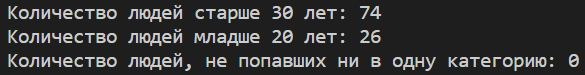 Количество людей старше 30 лет: 74
Количество людей младше 20 лет: 26
Количество людей, не попавших ни в одну категорию: 0